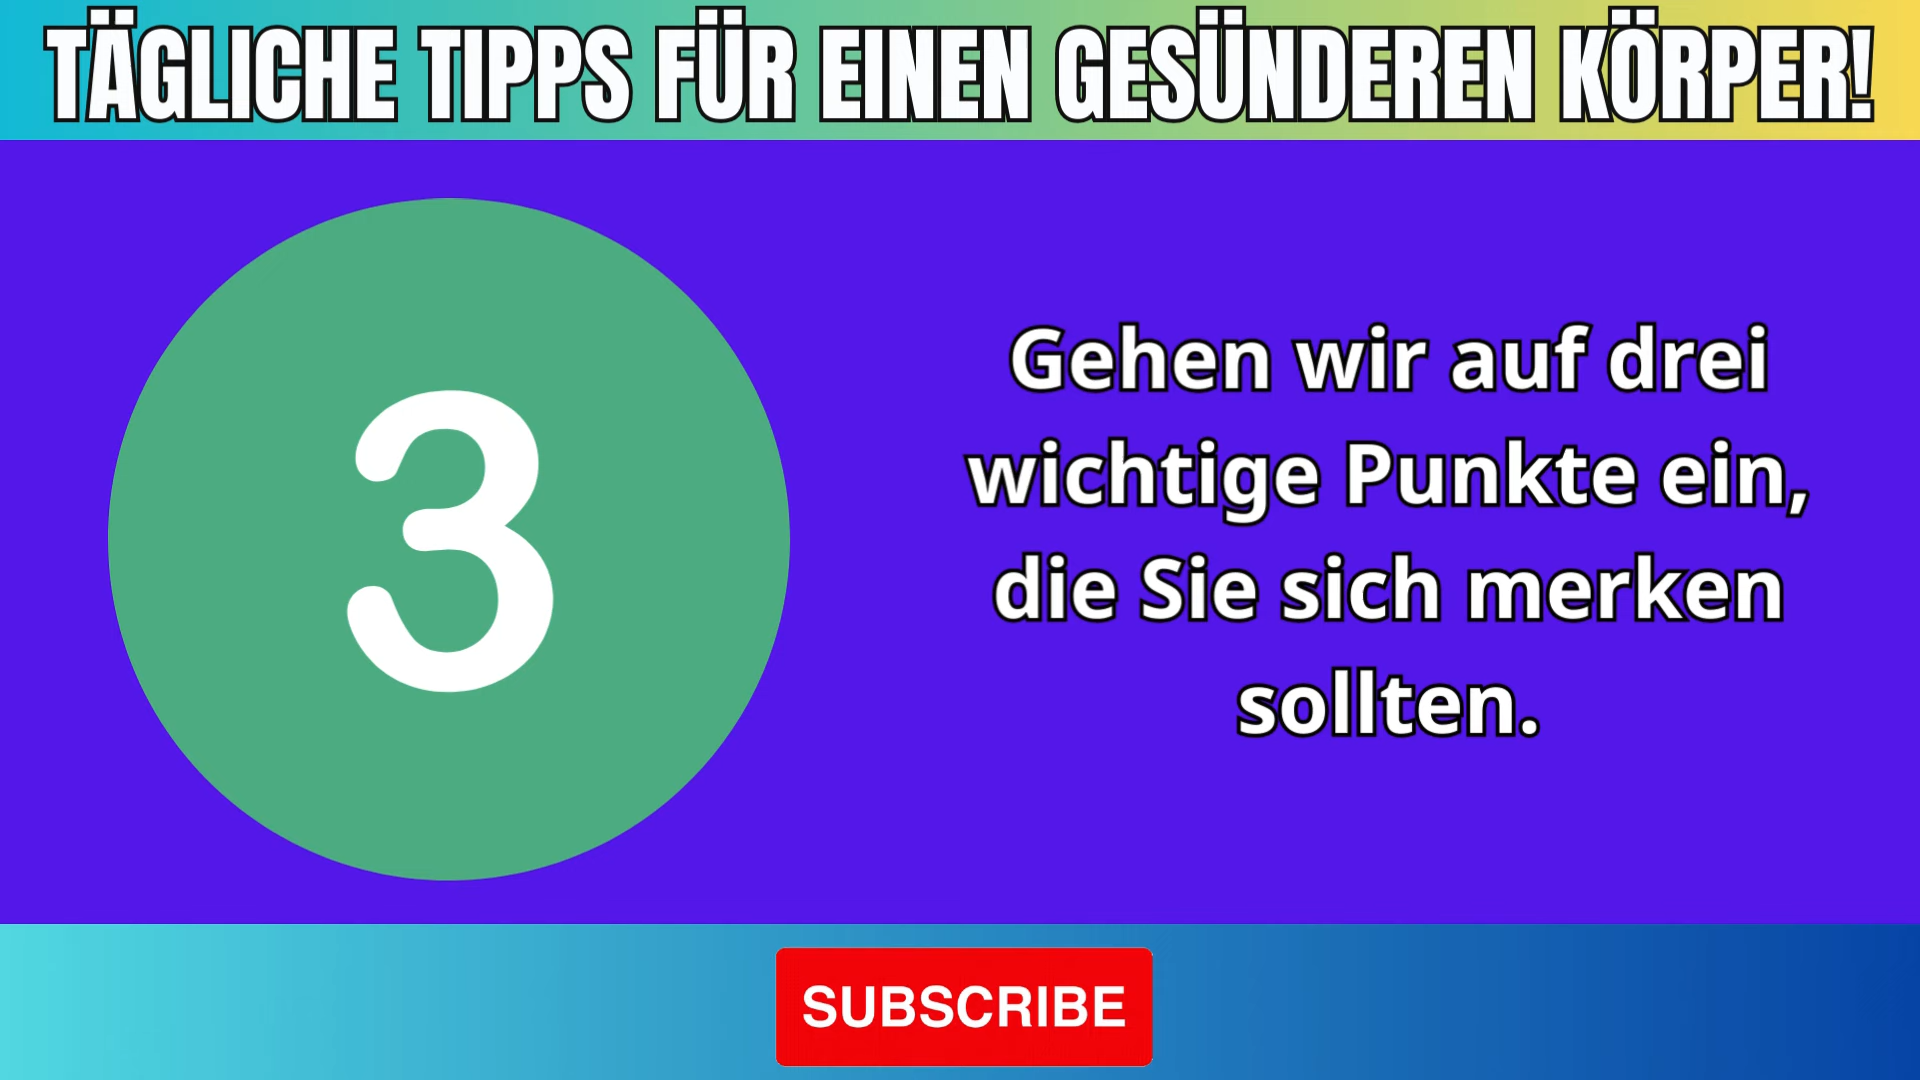 TÄGLICHE TIPPS FÜR EINEN GESÜNDEREN KÖRPER!
3
Gehen wir auf drei
wichtige Punkte ein,
die Sie sich merken
sollten.
SUBSCRIBE